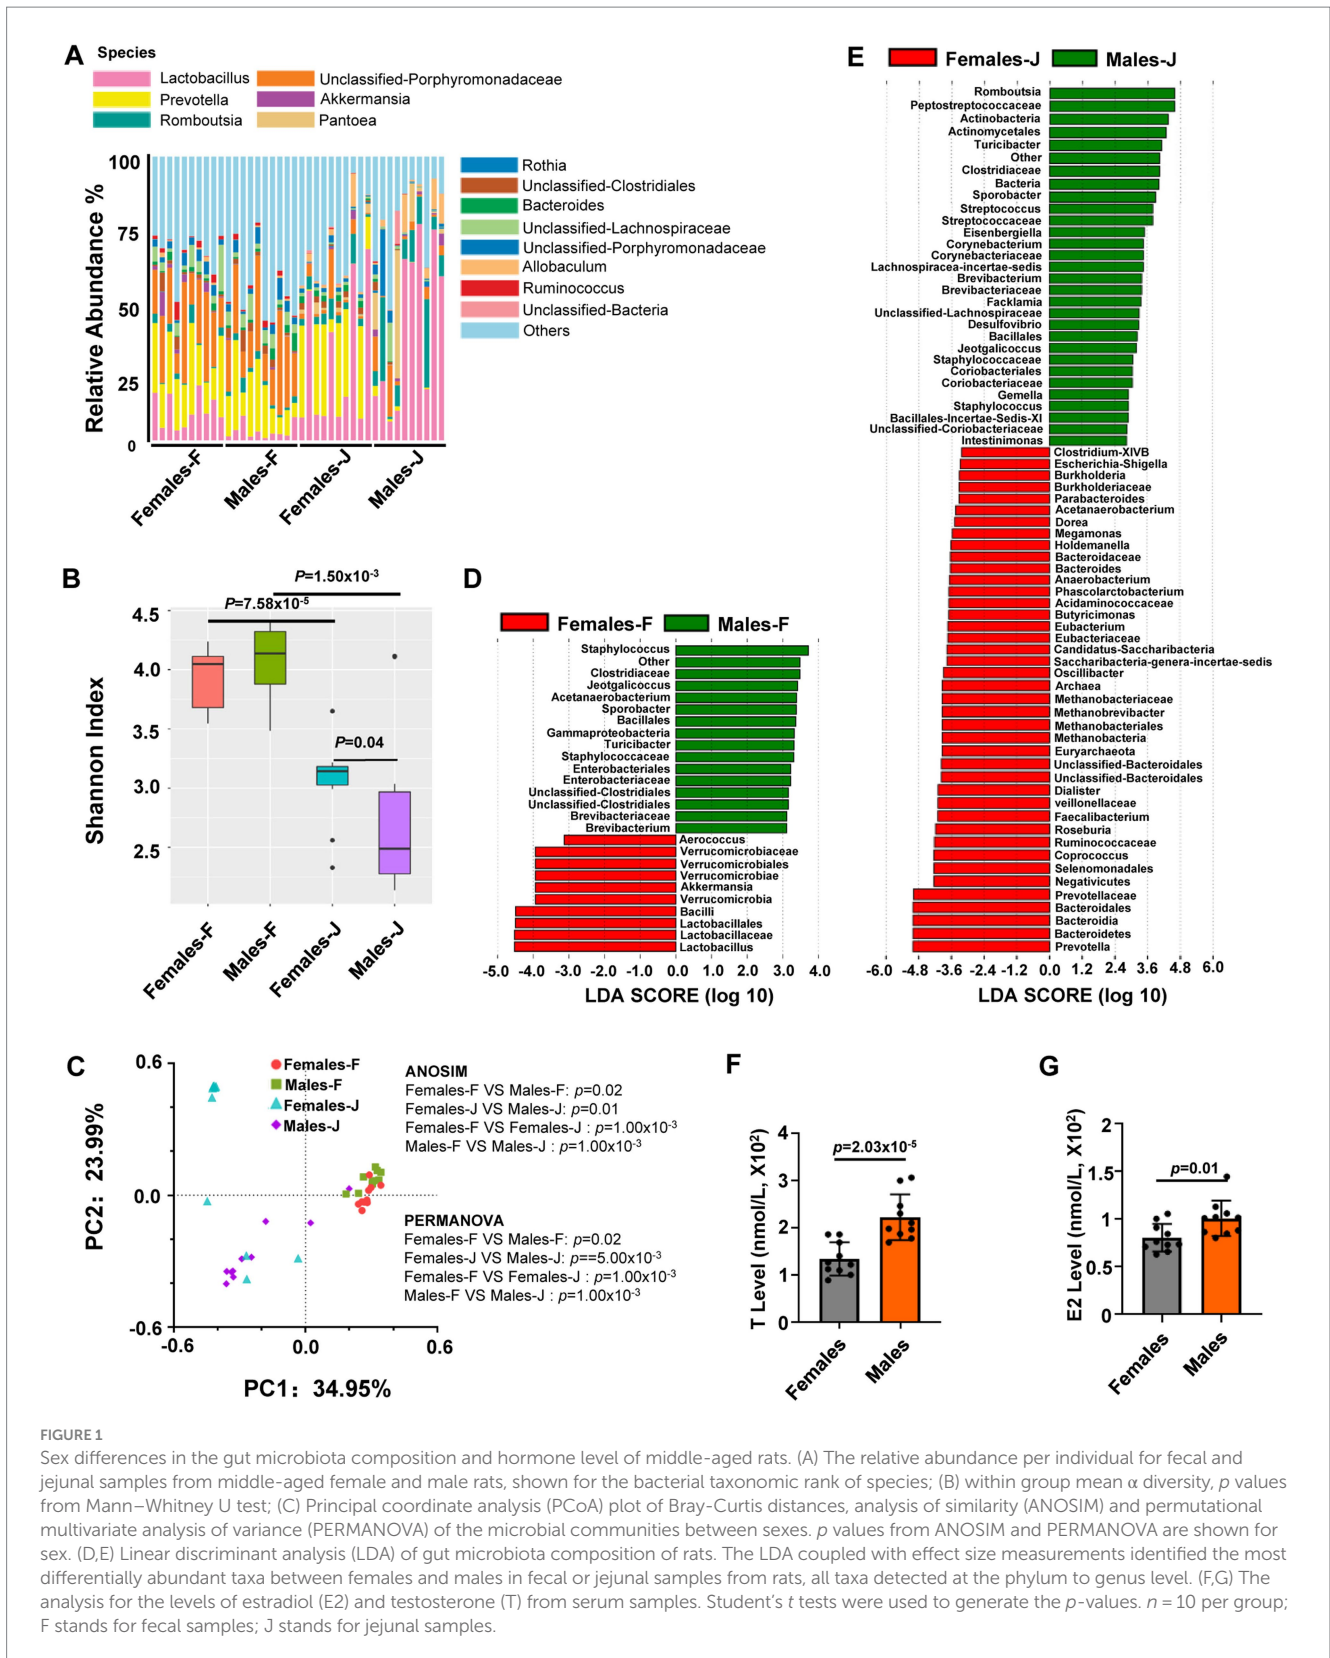 A
Species
Lactobacillus
Unclassified-Porphyromonadaceae
Prevotella
Akkermansia
Romboutsia
Pantoea
Relative Abundance %
100
75
50
25
0
Females-F
Males-F
Females-J
Males-J
Rothia
Unclassified-Clostridiales
Bacteroides
Unclassified-Lachnospiraceae
Unclassified-Porphyromonadaceae
Allobaculum
Ruminococcus
Unclassified-Bacteria
Others
B
P=1.50x10-3
P=7.58x10-5
P=0.04
Shannon Index
4.5
4.0
3.5
3.0
2.5
Females-F
Males-F
Females-J
Males-J
C
Females-F
Males-F
Females-J
Males-J
PC2: 23.99%
0.6
0.0
-0.6
-0.6
0.0
0.6
PC1: 34.95%
ANOSIM
Females-F VS Males-F: p=0.02
Females-J VS Males-J: p=0.01
Females-F VS Females-J : p=1.00x10-3
Males-F VS Males-J : p=1.00x10-3
PERMANOVA
Females-F VS Males-F: p=0.02
Females-J VS Males-J: p==5.00x10-3
Females-F VS Females-J : p=1.00x10-3
Males-F VS Males-J : p=1.00x10-3
D
Females-F
Males-F
Staphylococcus
Other
Clostridiaceae
Jeotgalicoccus
Acetanaerobacterium
Sporobacter
Bacillales
Gammaproteobacteria
Turicibacter
Staphylococcaceae
Enterobacteriales
Enterobacteriaceae
Unclassified-Clostridiales
Unclassified-Clostridiales
Brevibacteriaceae
Brevibacterium
Aerococcus
Verrucomicrobiaceae
Verrucomicrobiales
Verrucomicrobiae
Akkermansia
Verrucomicrobia
Bacilli
Lactobacillales
Lactobacillaceae
Lactobacillus
-5.0 -4.0 -3.0 -2.0 -1.0 0.0 1.0 2.0 3.0 4.0
LDA SCORE (log 10)
E
Females-J
Males-J
Romboutsia
Peptostreptococcaceae
Actinobacteria
Actinomycetales
Turicibacter
Other
Clostridiaceae
Bacteria
Sporobacter
Streptococcus
Streptococcaceae
Eisenbergiella
Corynebacterium
Corynebacteriaceae
Lachnospiracea-incertae-sedis
Brevibacterium
Brevibacteriaceae
Facklamia
Unclassified-Lachnospiraceae
Desulfovibrio
Bacillales
Jeotgalicoccus
Staphylococcaceae
Coriobacteriales
Coriobacteriaceae
Gemella
Staphylococcus
Bacillales-Incertae-Sedis-XI
Unclassified-Coriobacteriaceae
Intestinimonas
Clostridium-XIVB
Escherichia-Shigella
Burkholderia
Burkholderiaceae
Parabacteroides
Acetanaerobacterium
Dorea
Megamonas
Holdemanella
Bacteroidaceae
Bacteroides
Anaerobacterium
Phascolarctobacterium
Acidaminococcaceae
Butyricimonas
Eubacterium
Eubacteriaceae
Candidatus-Saccharibacteria
Saccharibacteria-genera-incertae-sedis
Oscillibacter
Archaea
Methanobacteriaceae
Methanobrevibacter
Methanobacteriales
Methanobacteria
Euryarchaeota
Unclassified-Bacteroidales
Unclassified-Bacteroidales
Dialister
veillonellaceae
Faecalibacterium
Roseburia
Ruminococcaceae
Coprococcus
Selenomonadales
Negativicutes
Prevotellaceae
Bacteroidales
Bacteroidia
Bacteroidetes
Prevotella
-6.0 -4.8 -3.6 -2.4 -1.2 0.0 1.2 2.4 3.6 4.8 6.0
LDA SCORE (log 10)
F
T Level (nmol/L, X10²)
p=2.03x10-5
4
3
2
1
0
Females
Males
G
E2 Level (nmol/L, X10²)
p=0.01
2
1.5
1
0.5
0
Females
Males
FIGURE 1
Sex differences in the gut microbiota composition and hormone level of middle-aged rats. (A) The relative abundance per individual for fecal and
jejunal samples from middle-aged female and male rats, shown for the bacterial taxonomic rank of species; (B) within group mean α diversity, p values
from Mann–Whitney U test; (C) Principal coordinate analysis (PCoA) plot of Bray-Curtis distances, analysis of similarity (ANOSIM) and permutational
multivariate analysis of variance (PERMANOVA) of the microbial communities between sexes. p values from ANOSIM and PERMANOVA are shown for
sex. (D,E) Linear discriminant analysis (LDA) of gut microbiota composition of rats. The LDA coupled with effect size measurements identified the most
differentially abundant taxa between females and males in fecal or jejunal samples from rats, all taxa detected at the phylum to genus level. (F,G) The
analysis for the levels of estradiol (E2) and testosterone (T) from serum samples. Student's t tests were used to generate the p-values. n = 10 per group;
F stands for fecal samples; J stands for jejunal samples.